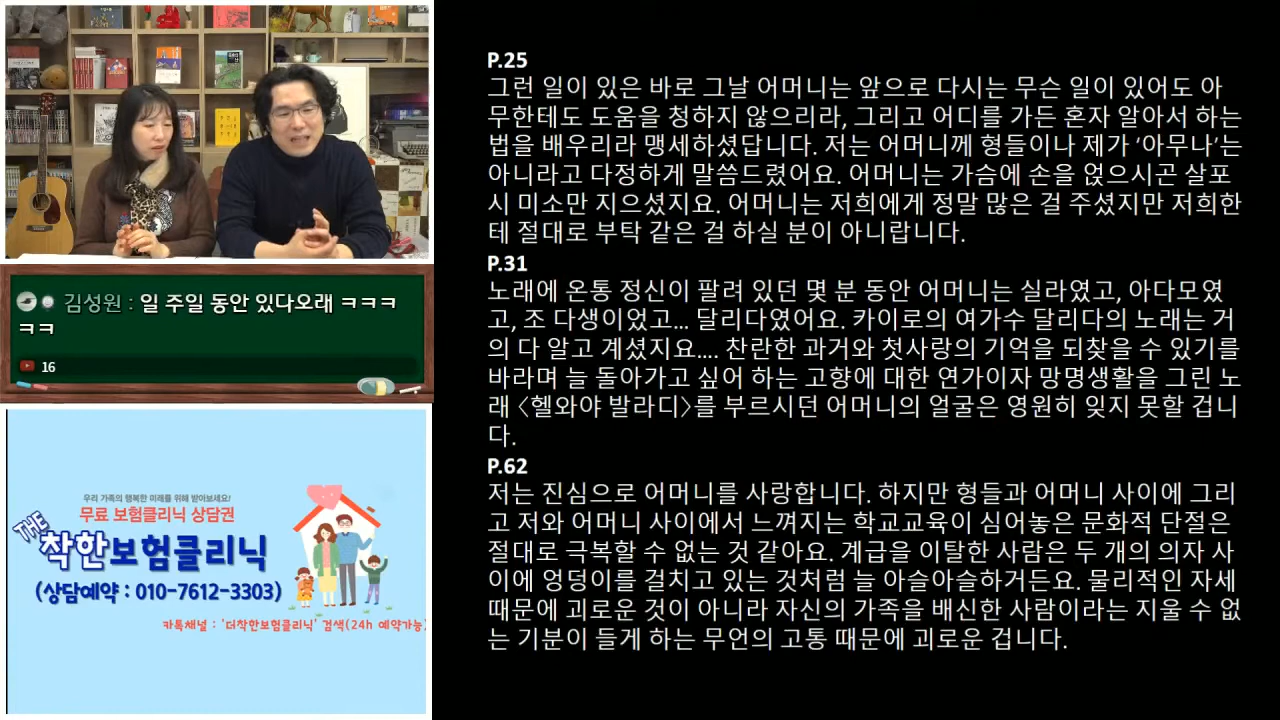 김성원 : 일 주일 동안 있다오래 ㅋㅋㅋ
ㅋㅋ
16
우리 가족의 행복한 미래를 위해 받아보세요!
무료 보험클리닉 상담권
THE
착한보험클리닉
(상담예약 : 010-7612-3303)
카톡채널 : '더착한보험클리닉' 검색(24h 예약가능)
P.25
그런 일이 있은 바로 그날 어머니는 앞으로 다시는 무슨 일이 있어도 아
무한테도 도움을 청하지 않으리라, 그리고 어디를 가든 혼자 알아서 하는
법을 배우리라 맹세하셨답니다. 저는 어머니께 형들이나 제가 ‘아무나’는
아니라고 다정하게 말씀드렸어요. 어머니는 가슴에 손을 얹으시곤 살포
시 미소만 지으셨지요. 어머니는 저희에게 정말 많은 걸 주셨지만 저희한
테 절대로 부탁 같은 걸 하실 분이 아니랍니다.
P.31
노래에 온통 정신이 팔려 있던 몇 분 동안 어머니는 실라였고, 아다모였
고, 조 다생이었고... 달리다였어요. 카이로의 여가수 달리다의 노래는 거
의 다 알고 계셨지요.... 찬란한 과거와 첫사랑의 기억을 되찾을 수 있기를
바라며 늘 돌아가고 싶어 하는 고향에 대한 연가이자 망명생활을 그린 노
래 〈헬와야 발라디〉를 부르시던 어머니의 얼굴은 영원히 잊지 못할 겁니
다.
P.62
저는 진심으로 어머니를 사랑합니다. 하지만 형들과 어머니 사이에 그리
고 저와 어머니 사이에서 느껴지는 학교교육이 심어놓은 문화적 단절은
절대로 극복할 수 없는 것 같아요. 계급을 이탈한 사람은 두 개의 의자 사
이에 엉덩이를 걸치고 있는 것처럼 늘 아슬아슬하거든요. 물리적인 자세
때문에 괴로운 것이 아니라 자신의 가족을 배신한 사람이라는 지울 수 없
는 기분이 들게 하는 무언의 고통 때문에 괴로운 겁니다.